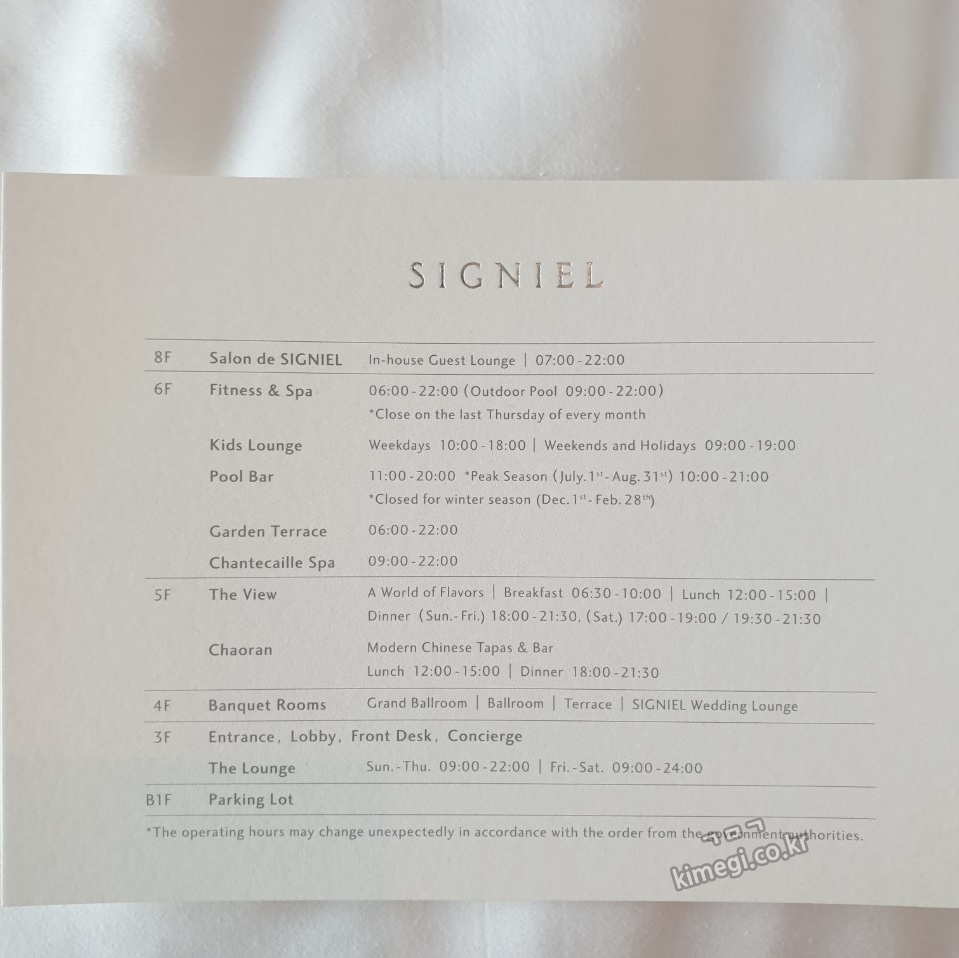 SIGNIEL
8F Salon de SIGNIEL In-house Guest Lounge | 07:00-22:00
6F Fitness & Spa 06:00-22:00 (Outdoor Pool 09:00-22:00)
*Close on the last Thursday of every month
Kids Lounge Weekdays 10:00-18:00 | Weekends and Holidays 09:00-19:00
Pool Bar 11:00-20:00 *Peak Season (July.1st-Aug.31st) 10:00-21:00
*Closed for winter season (Dec.1st-Feb.28th)
Garden Terrace 06:00-22:00
Chantecaille Spa 09:00-22:00
5F The View A World of Flavors | Breakfast 06:30-10:00 | Lunch 12:00-15:00 |
Dinner (Sun.-Fri.) 18:00-21:30, (Sat.) 17:00-19:00 / 19:30-21:30
Chaoran Modern Chinese Tapas & Bar
Lunch 12:00-15:00 | Dinner 18:00-21:30
4F Banquet Rooms Grand Ballroom | Ballroom | Terrace | SIGNIEL Wedding Lounge
3F Entrance, Lobby, Front Desk, Concierge
The Lounge Sun.-Thu. 09:00-22:00 | Fri.-Sat. 09:00-24:00
B1F Parking Lot
*The operating hours may change unexpectedly in accordance with the order from the government authorities.
kimegi.co.kr